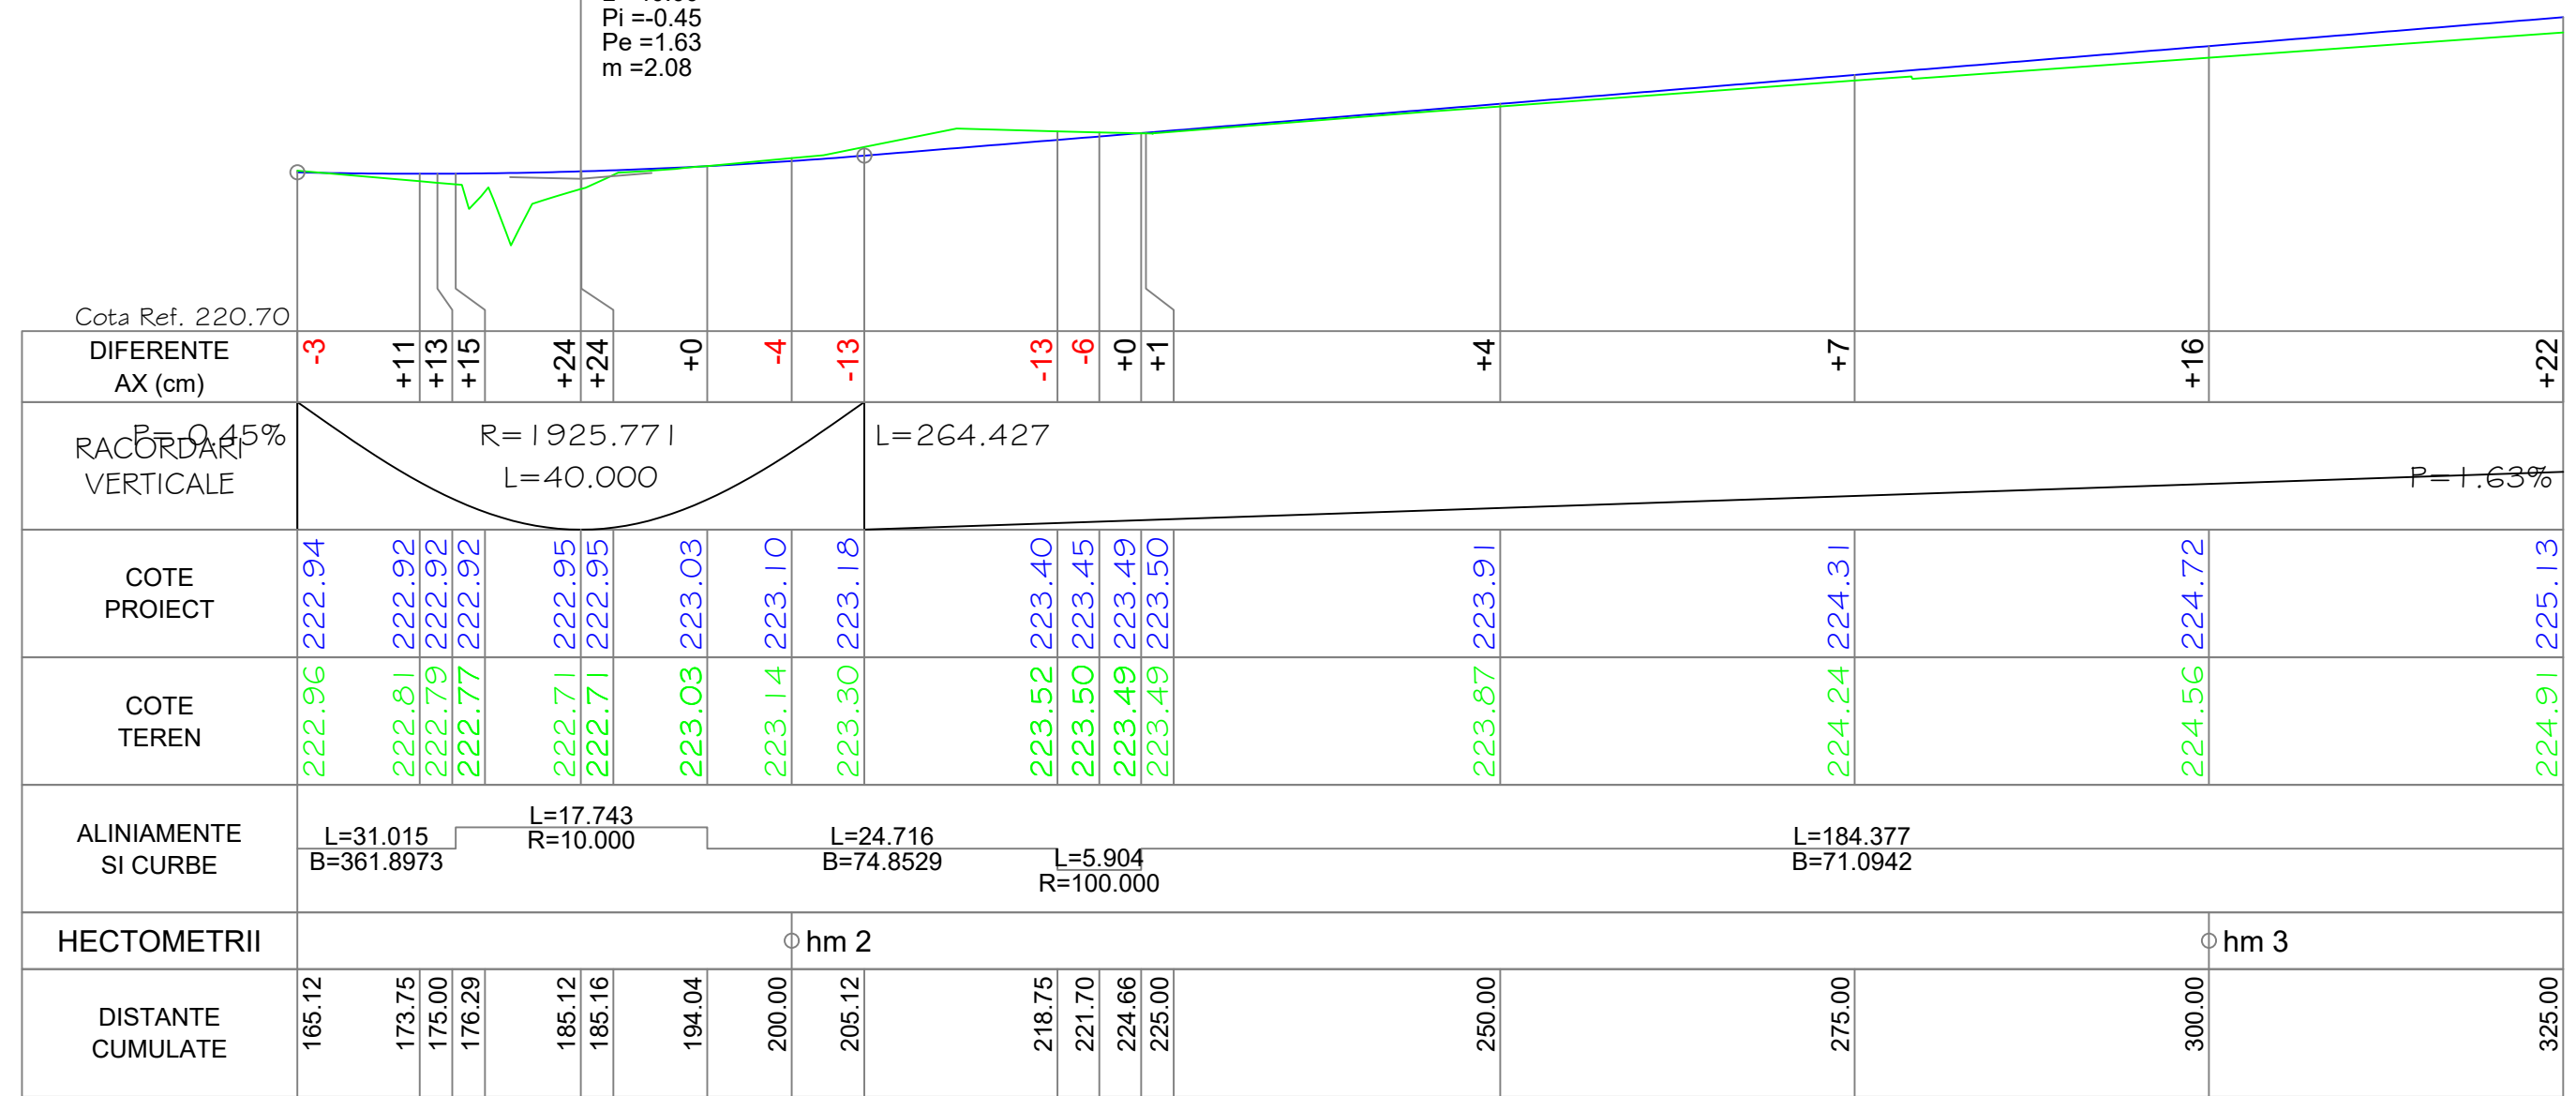 Pi =-0.45
Pe =1.63
m =2.08
Cota Ref. 220.70
DIFERENTE
AX (cm)
-3 +11 +13 +15 +24 +24 +0 -4 -13 -13 -6 +0 +1 +4 +7 +16 +22
RACORDARI
VERTICALE
P=-0.45%
R=1925.771
L=40.000
L=264.427
P=1.63%
COTE
PROIECT
222.94 222.92 222.92 222.92 222.95 222.95 223.03 223.10 223.18 223.40 223.45 223.49 223.50 223.91 224.31 224.72 225.13
COTE
TEREN
222.96 222.81 222.79 222.77 222.71 222.71 223.03 223.14 223.30 223.52 223.50 223.49 223.49 223.87 224.24 224.56 224.91
ALINIAMENTE
SI CURBE
L=31.015
B=361.8973
L=17.743
R=10.000
L=24.716
B=74.8529
L=5.904
R=100.000
L=184.377
B=71.0942
HECTOMETRII
hm 2
hm 3
DISTANTE
CUMULATE
165.12 173.75 175.00 176.29 185.12 185.16 194.04 200.00 205.12 218.75 221.70 224.66 225.00 250.00 275.00 300.00 325.00